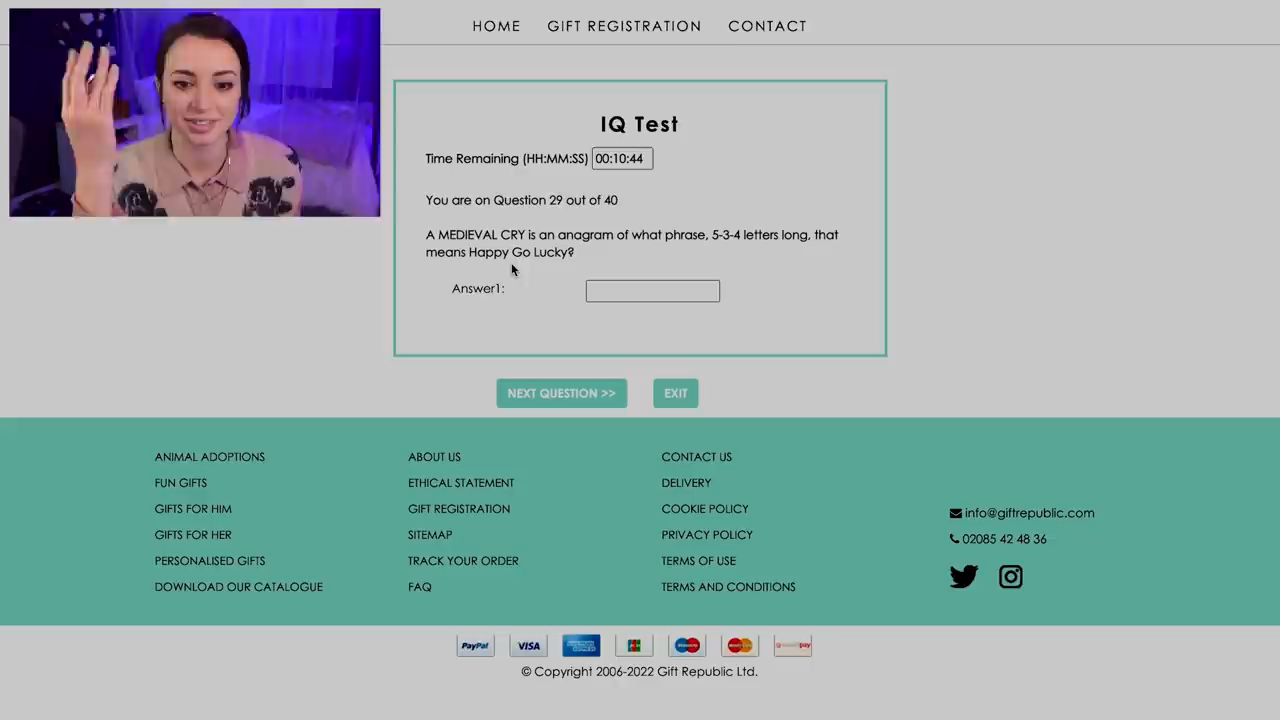 HOME GIFT REGISTRATION CONTACT
IQ Test
Time Remaining (HH:MM:SS) 00:10:44
You are on Question 29 out of 40
A MEDIEVAL CRY is an anagram of what phrase, 5-3-4 letters long, that
means Happy Go Lucky?
Answer1:
NEXT QUESTION >> EXIT
ANIMAL ADOPTIONS
FUN GIFTS
GIFTS FOR HIM
GIFTS FOR HER
PERSONALISED GIFTS
DOWNLOAD OUR CATALOGUE
ABOUT US
ETHICAL STATEMENT
GIFT REGISTRATION
SITEMAP
TRACK YOUR ORDER
FAQ
CONTACT US
DELIVERY
COOKIE POLICY
PRIVACY POLICY
TERMS OF USE
TERMS AND CONDITIONS
info@giftrepublic.com
02085 42 48 36
PayPal VISA
© Copyright 2006-2022 Gift Republic Ltd.